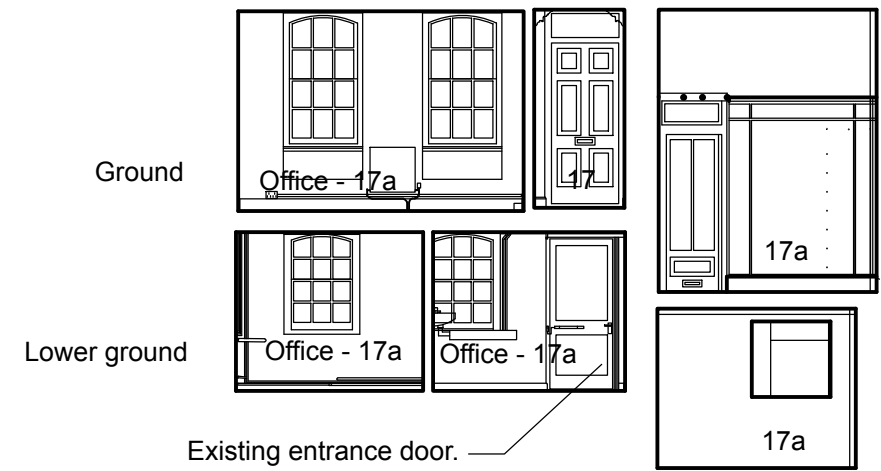 Ground
Office - 17a
17
17a
Lower ground
Office - 17a
Office - 17a
17a
Existing entrance door.